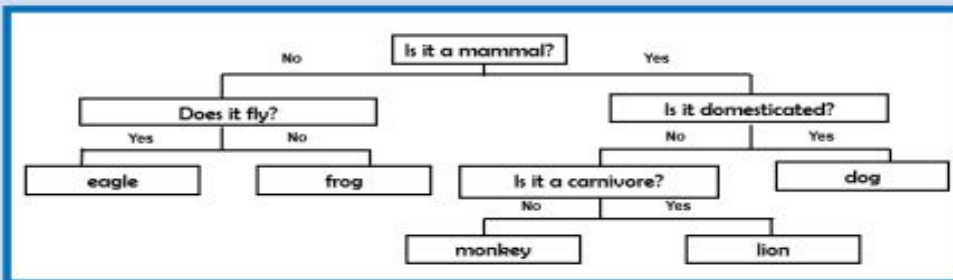 Is it a mammal?
No Yes
Does it fly?
Is it domesticated?
Yes No
No Yes
eagle
frog
Is it a carnivore?
dog
No Yes
monkey
lion